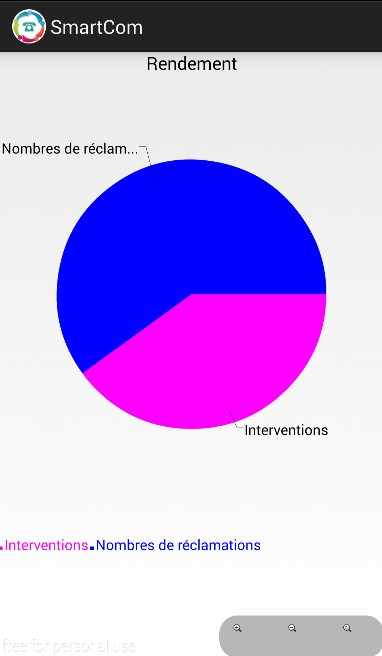 SmartCom
Rendement
Nombres de réclam...
Interventions
Interventions Nombres de réclamations
free for personal use